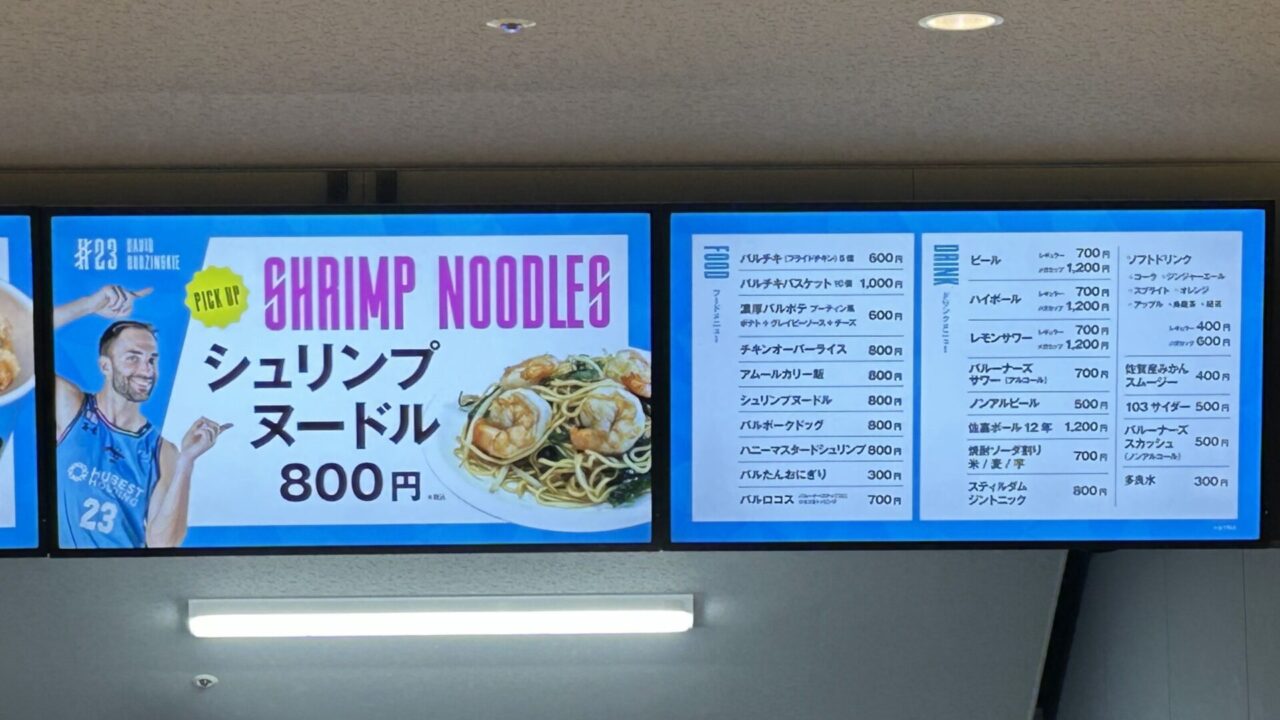 #23
DAVID
BODZINGKIE
PICK UP
SHRIMP NOODLES
シュリンプ
ヌードル
800円
※税込
23
FOOD
バルチキ (フライドチキン) 5個 600円
バルチキバスケット 10個 1,000円
濃厚バルポテ プーティン風
ポテト+グレイビーソース+チーズ 600円
チキンオーバーライス 800円
アムールカリー飯 800円
シュリンプヌードル 800円
バルポークドッグ 800円
ハニーマスタードシュリンプ 800円
バルたんおにぎり 300円
バルロコス 700円
DRINK
ビール レギュラー 700円
メガカップ 1,200円
ハイボール レギュラー 700円
メガカップ 1,200円
レモンサワー レギュラー 700円
メガカップ 1,200円
バルーナーズ
サワー (アルコール) 700円
ノンアルビール 500円
佐嘉ボール 12年 1,200円
焼酎ソーダ割り
米 / 麦 / 芋 700円
スティルダム
ジントニック 800円
ソフトドリンク
コーラ ジンジャーエール
スプライト オレンジ
アップル 烏龍茶 緑茶
レギュラー 400円
メガカップ 600円
佐賀産みかん
スムージー 400円
103 サイダー 500円
バルーナーズ
スカッシュ
(ノンアルコール) 500円
多良水 300円